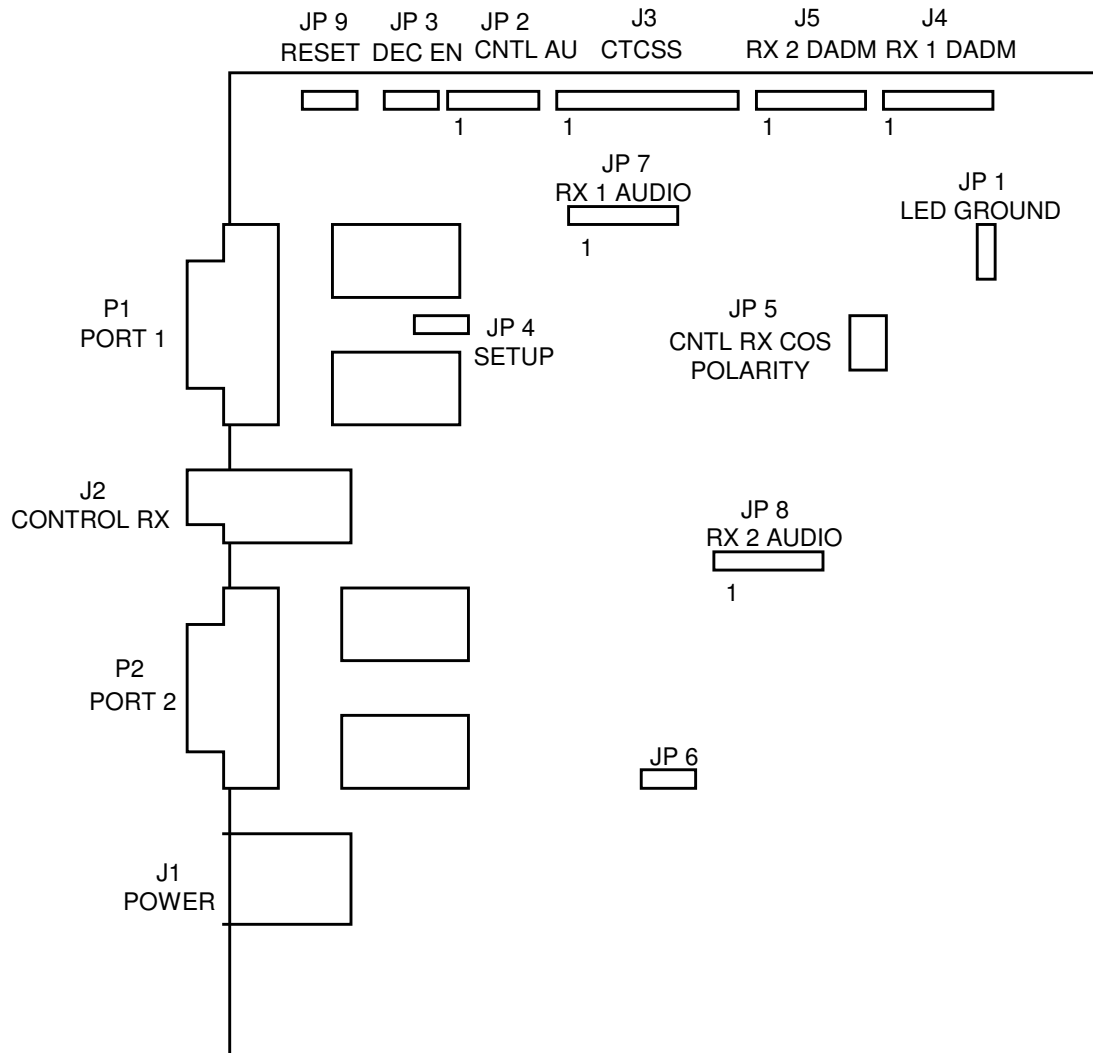 JP 9
RESET
JP 3
DEC EN
JP 2
CNTL AU
J3
CTCSS
J5
RX 2 DADM
J4
RX 1 DADM
1
1
1
1
JP 7
RX 1 AUDIO
1
JP 1
LED GROUND
P1
PORT 1
JP 4
SETUP
JP 5
CNTL RX COS
POLARITY
J2
CONTROL RX
JP 8
RX 2 AUDIO
1
P2
PORT 2
JP 6
J1
POWER